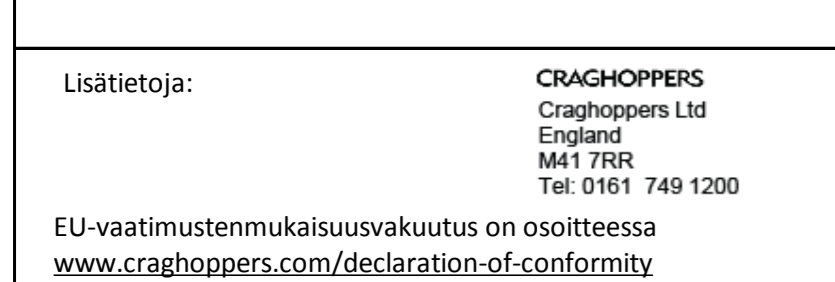 Lisätietoja:
CRAGHOPPERS
Craghoppers Ltd
England
M41 7RR
Tel: 0161 749 1200
EU-vaatimustenmukaisuusvakuutus on osoitteessa
www.craghoppers.com/declaration-of-conformity